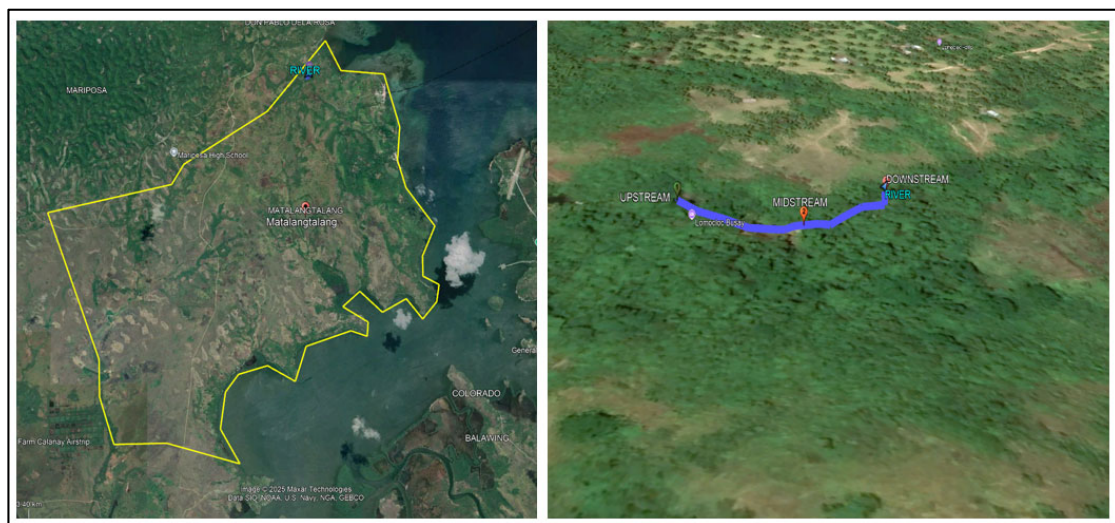 DON PABLO DELA ROSA
RIVER
MARIPOSA
Mariposa High School
MATALANGTALANG
Matalangtalang
COLORADO
BALAWING
Farm Calanay Airstrip
Image © 2025 Maxar Technologies
Data SIO, NOAA, U.S. Navy, NGA, GEBCO
UPSTREAM
MIDSTREAM
DOWNSTREAM
RIVER
Busay